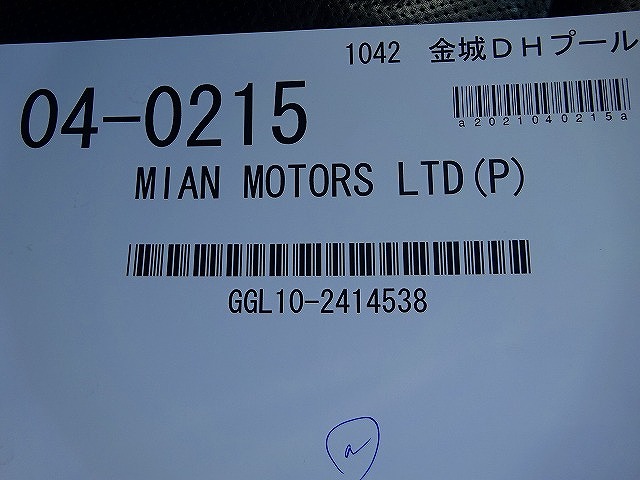 1042 金城DHプール
04-0215
a2021040215a
MIAN MOTORS LTD(P)
GGL10-2414538
a